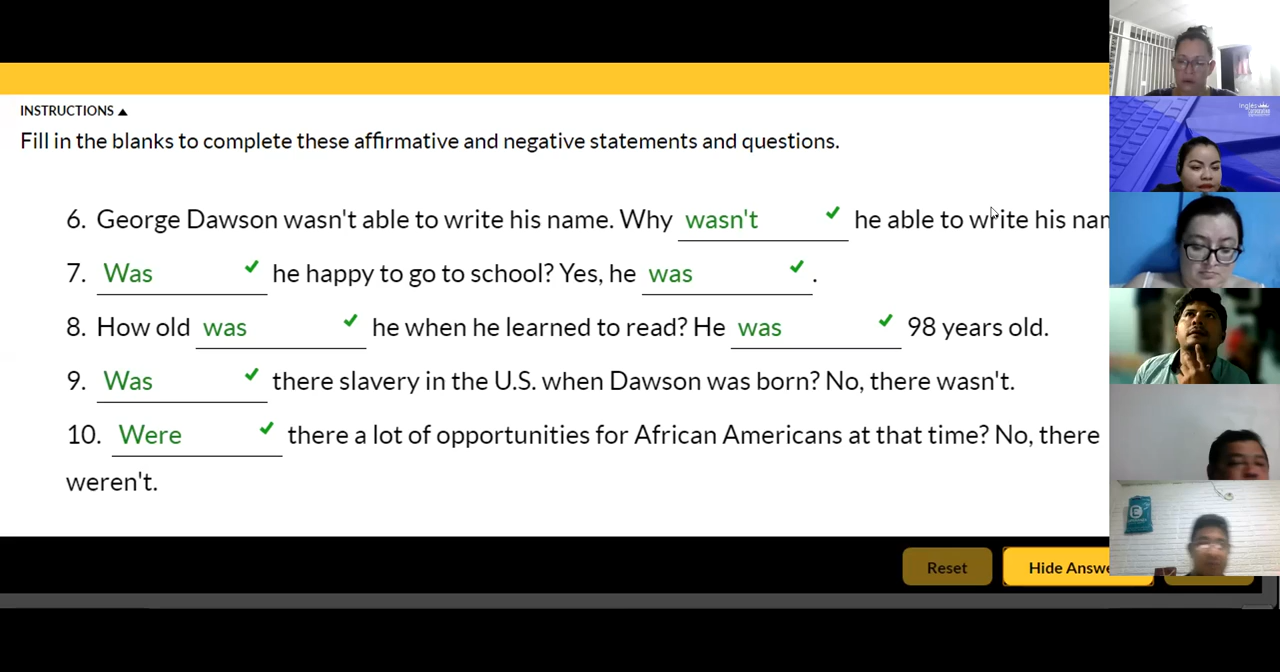 INSTRUCTIONS
Fill in the blanks to complete these affirmative and negative statements and questions.
6. George Dawson wasn't able to write his name. Why wasn't he able to write his nam
7. Was he happy to go to school? Yes, he was .
8. How old was he when he learned to read? He was 98 years old.
9. Was there slavery in the U.S. when Dawson was born? No, there wasn't.
10. Were there a lot of opportunities for African Americans at that time? No, there
weren't.
Reset
Hide Answe
inglés